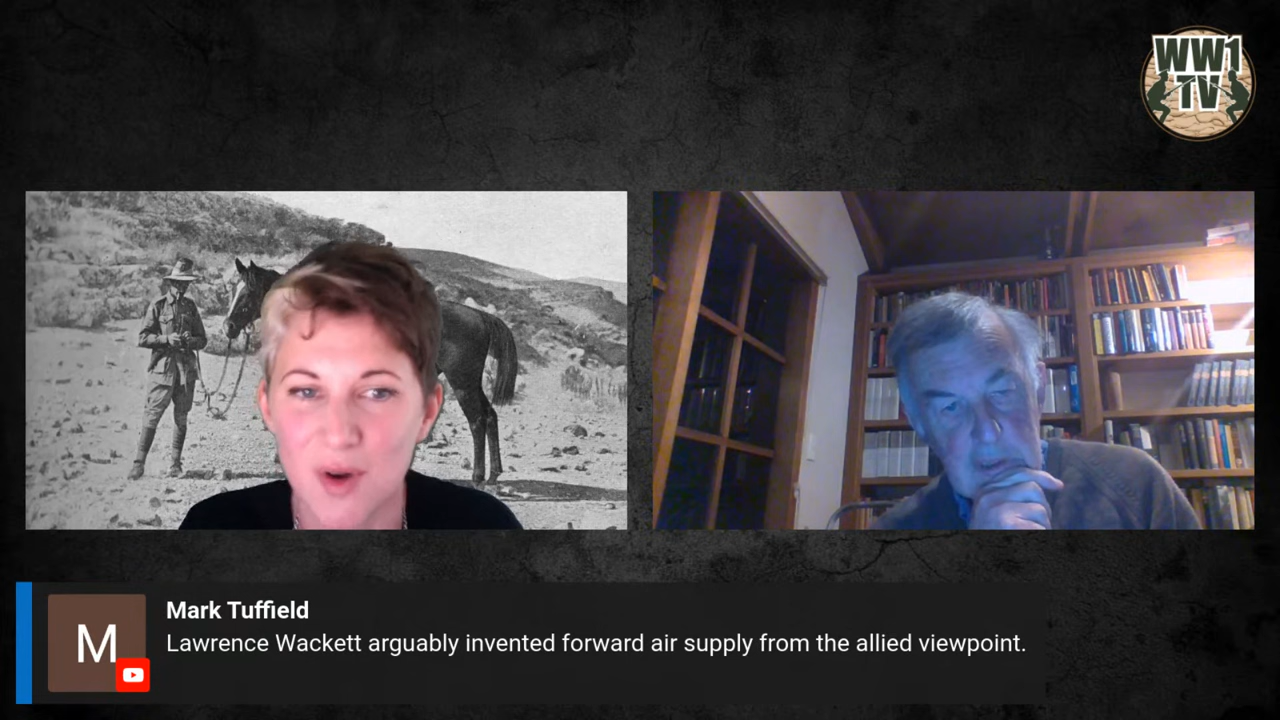 WW1
TV
M
Mark Tuffield
Lawrence Wackett arguably invented forward air supply from the allied viewpoint.